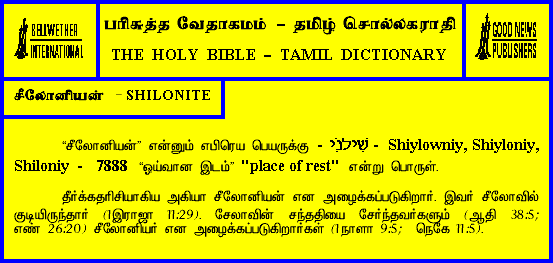 BELLWETHER
INTERNATIONAL
பரிசுத்த வேதாகமம் – தமிழ் சொல்லகராதி
THE HOLY BIBLE – TAMIL DICTIONARY
GOOD NEWS
PUBLISHERS
சீலோனியன் - SHILONITE
“சீலோனியன்” என்னும் எபிரெய பெயருக்கு - שִׁילֹנִי - Shiylowniy, Shiyloniy,
Shiloniy - 7888 “ஓய்வான இடம்” "place of rest" என்று பொருள்.
தீர்க்கதரிசியாகிய அகியா சீலோனியன் என அழைக்கப்படுகிறார். இவர் சீலோவில்
குடியிருந்தார் (1இராஜா 11:29). சேலாவின் சந்ததியை சேர்ந்தவர்களும் (ஆதி 38:5;
எண் 26:20) சீலோனியர் என அழைக்கப்படுகிறார்கள் (1நாளா 9:5; நெகே 11:5).